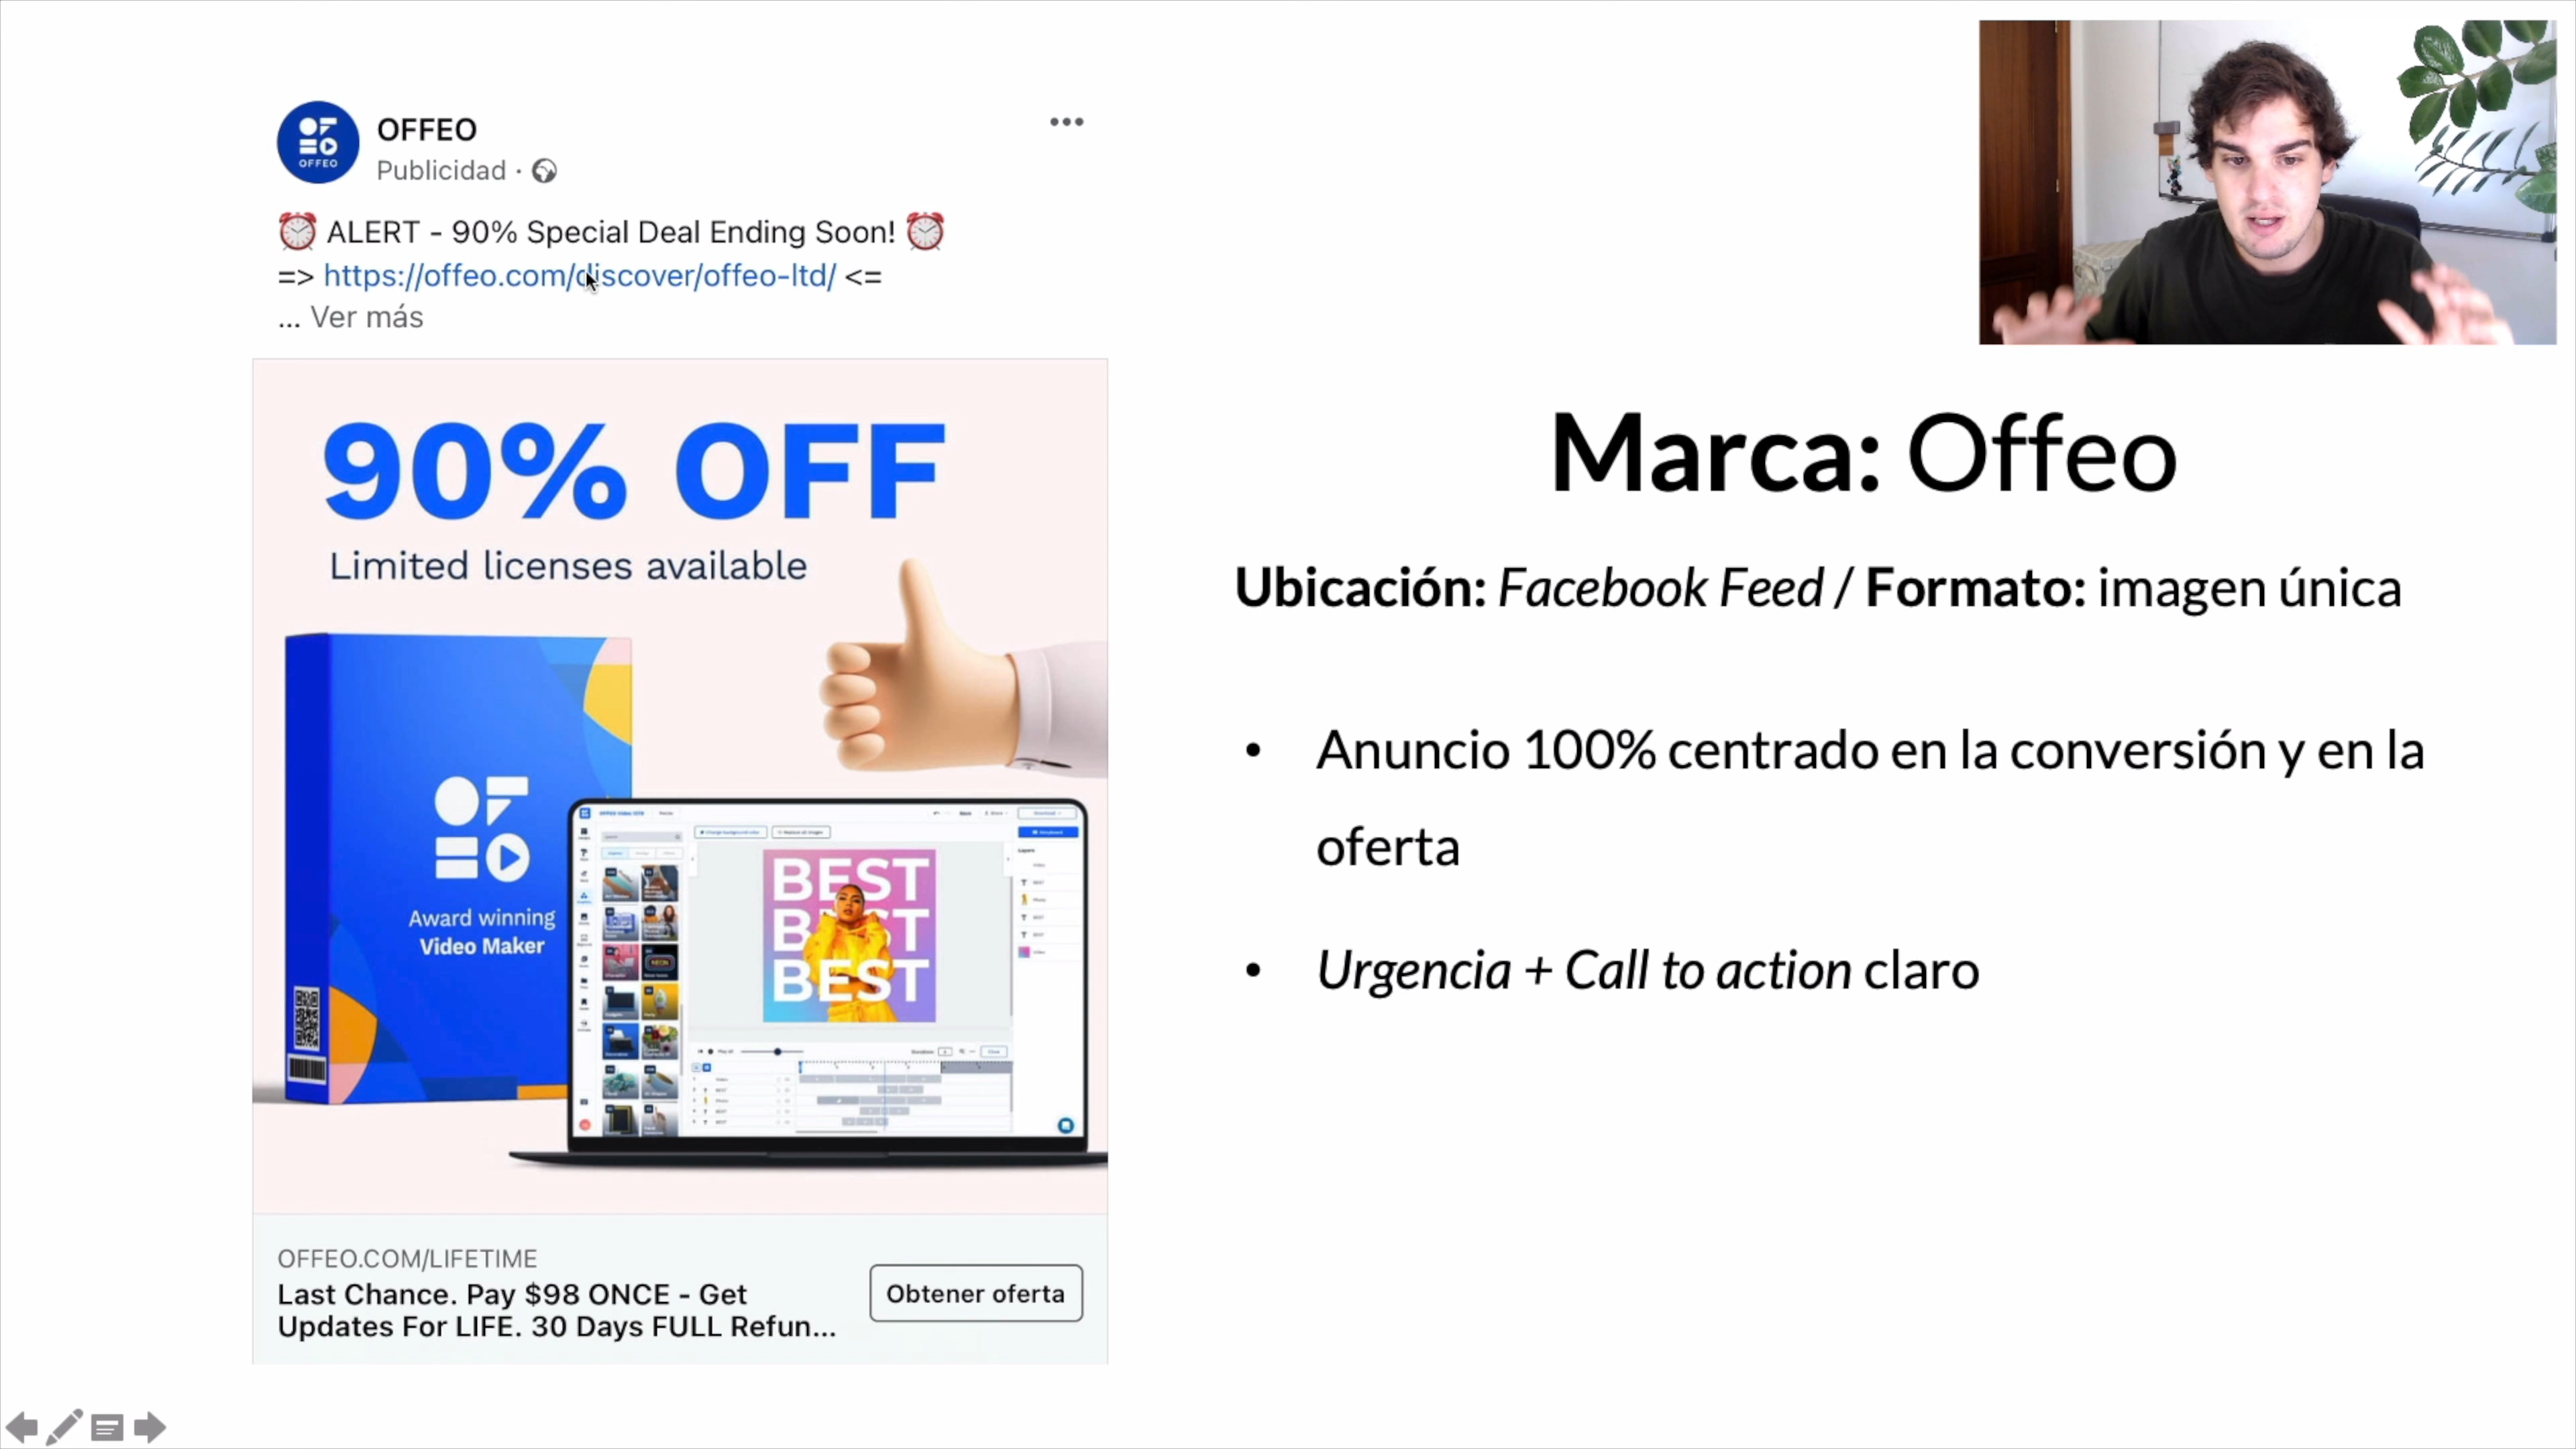 OFFEO
OFFEO
Publicidad ·
ALERT - 90% Special Deal Ending Soon!
=> https://offeo.com/discover/offeo-ltd/ <=
... Ver más
90% OFF
Limited licenses available
Award winning
Video Maker
BEST
BEST
BEST
OFFEO.COM/LIFETIME
Last Chance. Pay $98 ONCE - Get
Updates For LIFE. 30 Days FULL Refun...
Obtener oferta
Marca: Offeo
Ubicación: Facebook Feed / Formato: imagen única
• Anuncio 100% centrado en la conversión y en la
oferta
• Urgencia + Call to action claro